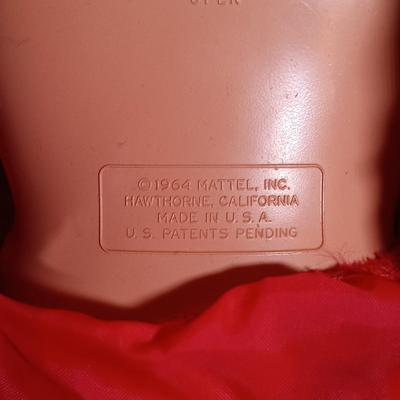 ©1964 MATTEL, INC.
HAWTHORNE, CALIFORNIA
MADE IN U.S.A.
U.S. PATENTS PENDING